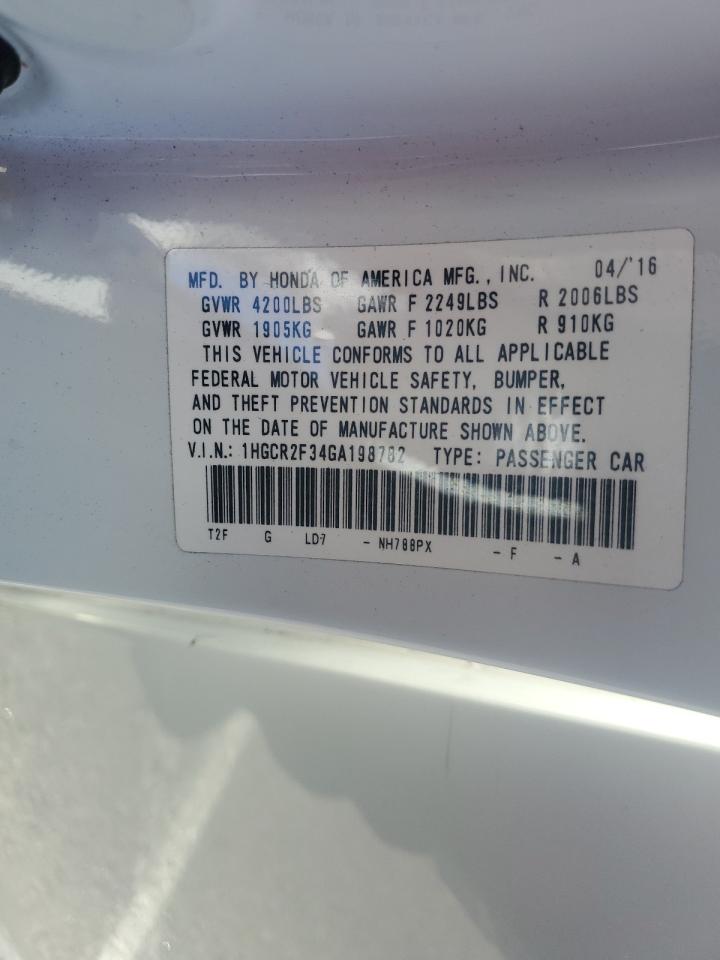 MFD. BY HONDA OF AMERICA MFG., INC. 04/'16
GVWR 4200LBS GAWR F 2249LBS R 2006LBS
GVWR 1905KG GAWR F 1020KG R 910KG
THIS VEHICLE CONFORMS TO ALL APPLICABLE
FEDERAL MOTOR VEHICLE SAFETY, BUMPER,
AND THEFT PREVENTION STANDARDS IN EFFECT
ON THE DATE OF MANUFACTURE SHOWN ABOVE.
V.I.N.: 1HGCR2F34GA198782 TYPE: PASSENGER CAR
T2F G LD7 - NH788PX - F - A